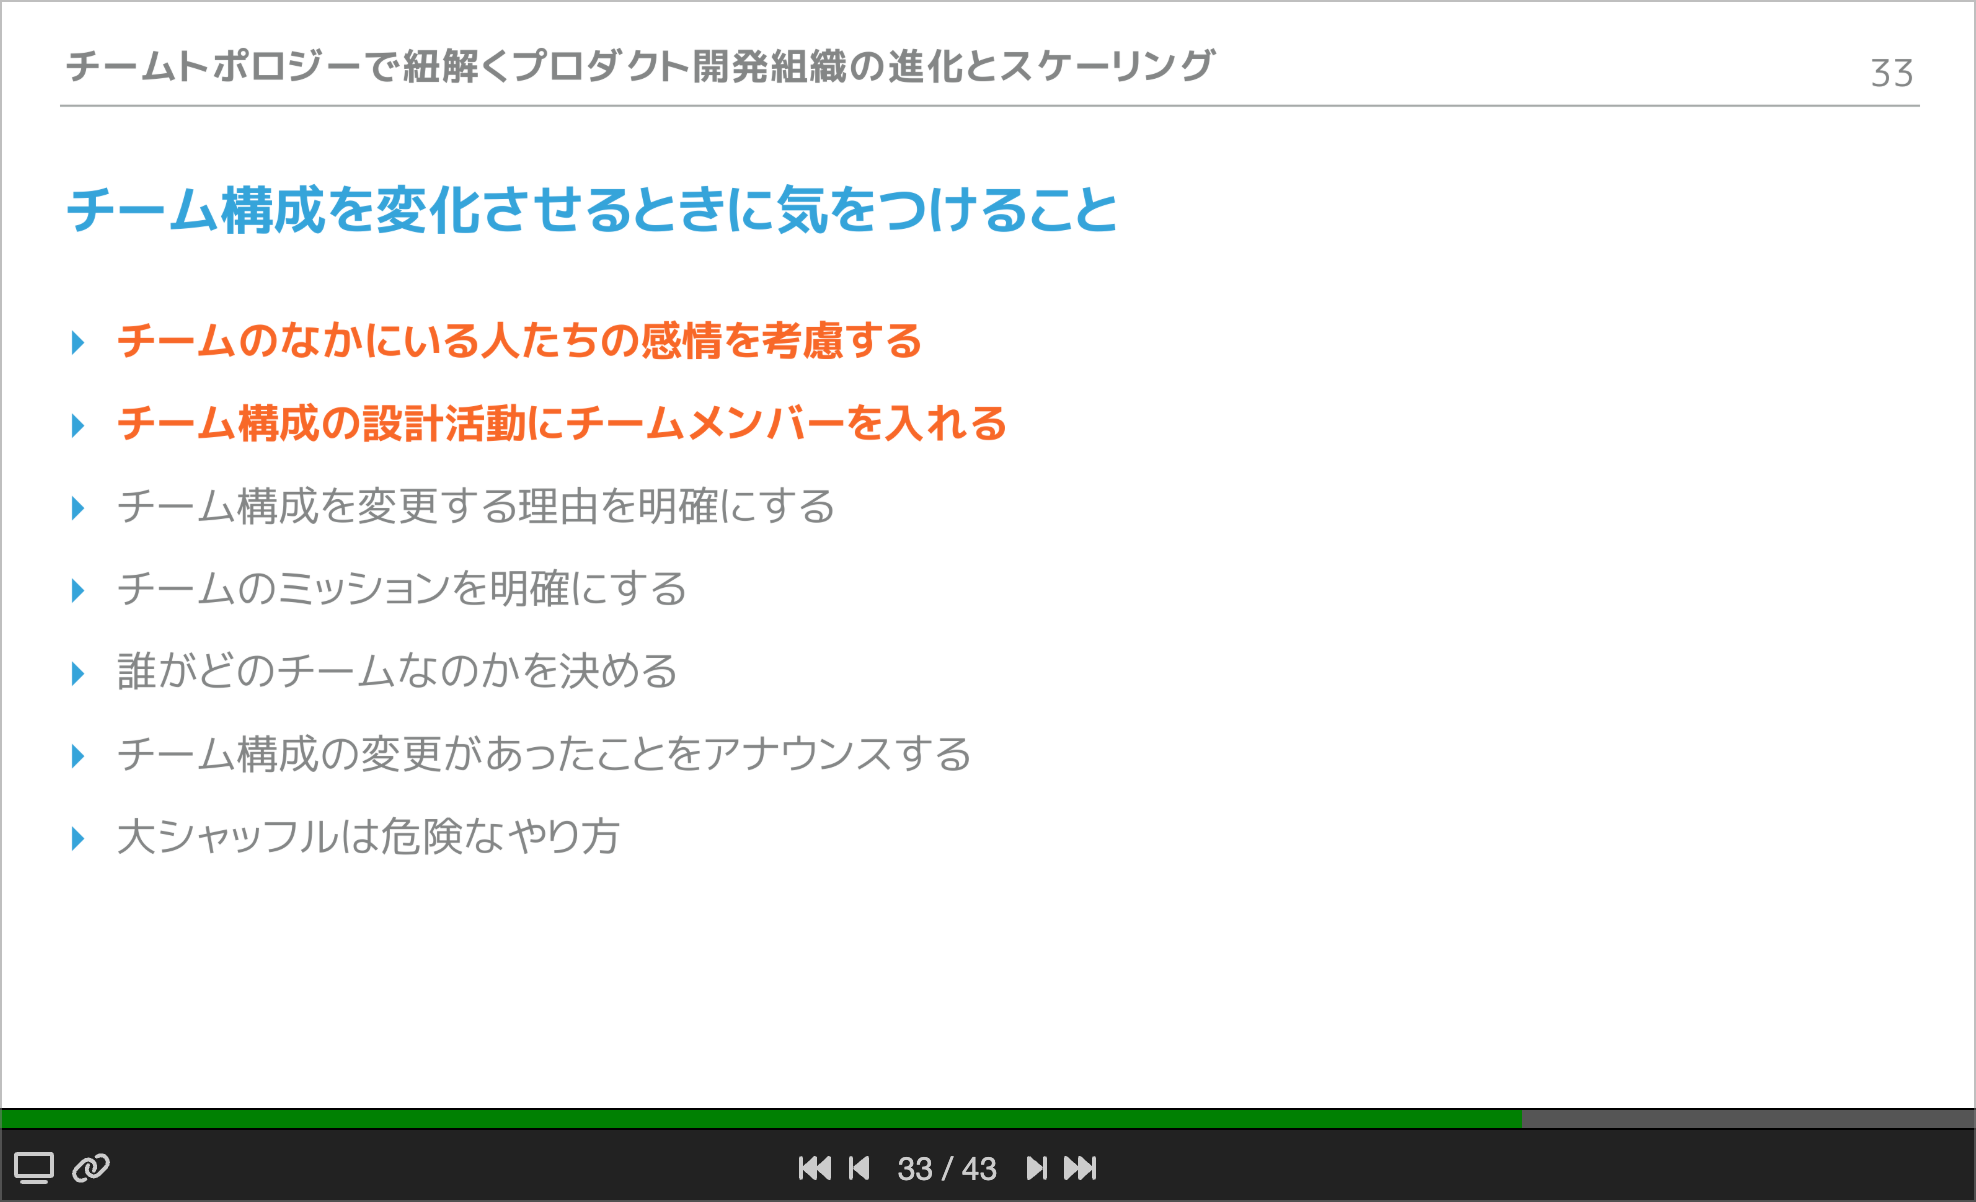 チームトポロジーで紐解くプロダクト開発組織の進化とスケーリング
33
チーム構成を変化させるときに気をつけること
チームのなかにいる人たちの感情を考慮する
チーム構成の設計活動にチームメンバーを入れる
チーム構成を変更する理由を明確にする
チームのミッションを明確にする
誰がどのチームなのかを決める
チーム構成の変更があったことをアナウンスする
大シャッフルは危険なやり方
33 / 43